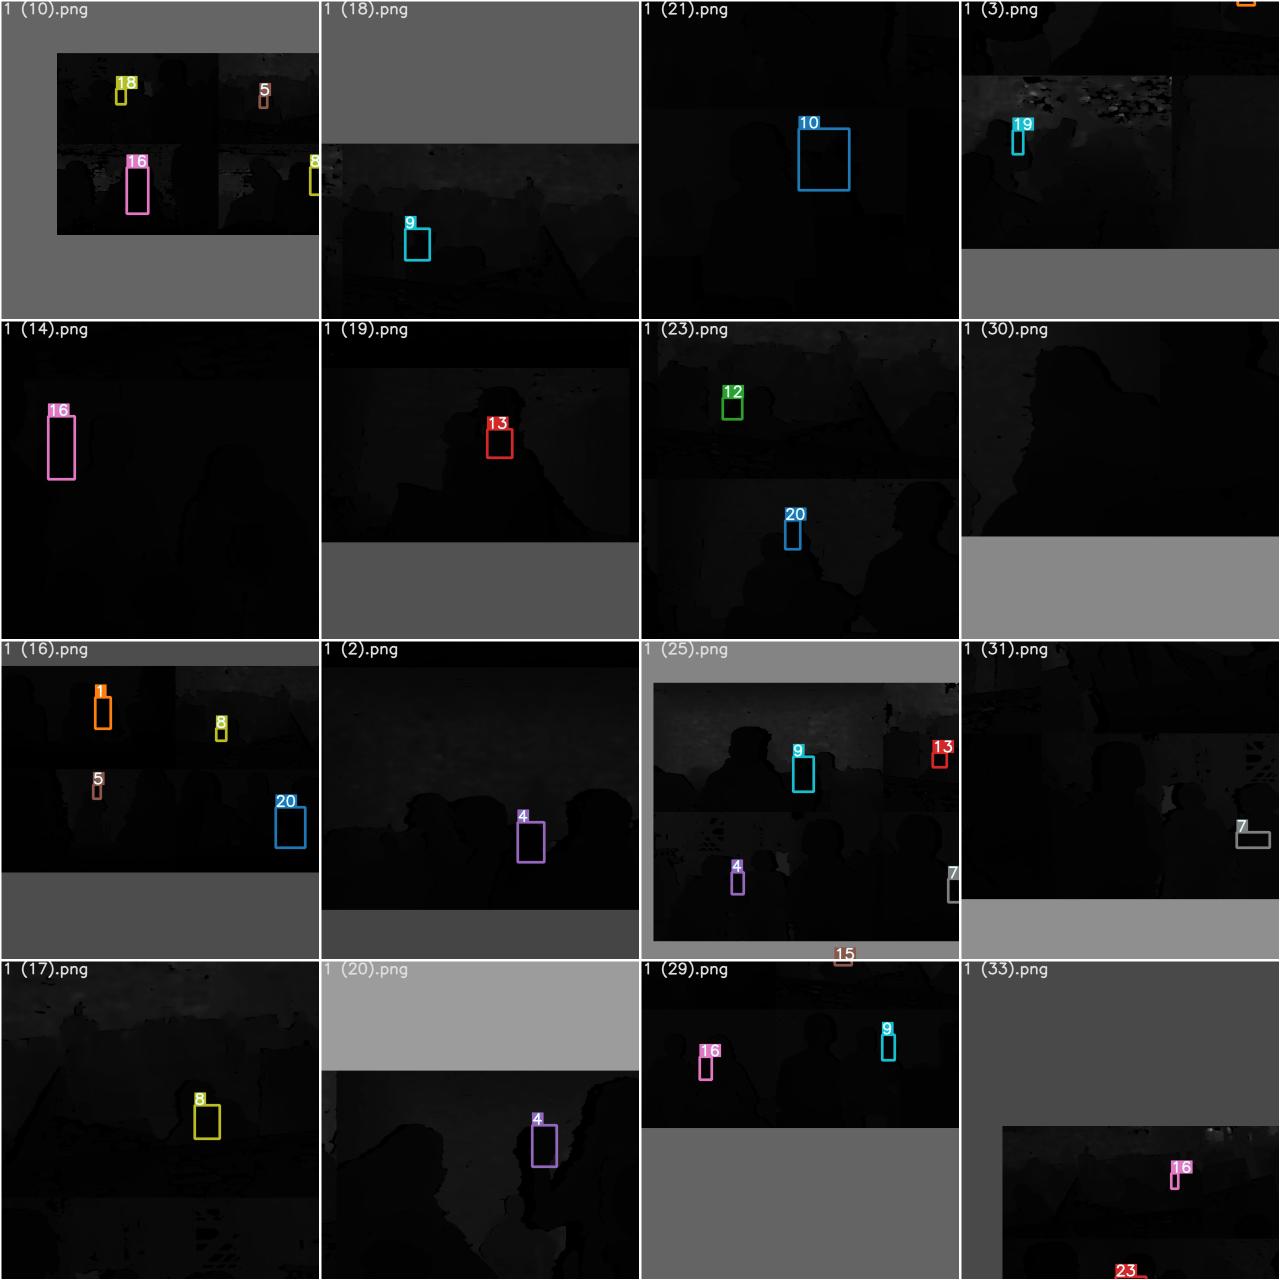 1 (10).png
1 (18).png
1 (21).png
1 (3).png
18
5
16
8
9
10
19
1 (14).png
1 (19).png
1 (23).png
1 (30).png
16
13
12
20
1 (16).png
1 (2).png
1 (25).png
1 (31).png
1
8
5
20
4
9
13
4
7
7
15
1 (17).png
1 (20).png
1 (29).png
1 (33).png
8
4
16
9
16
23